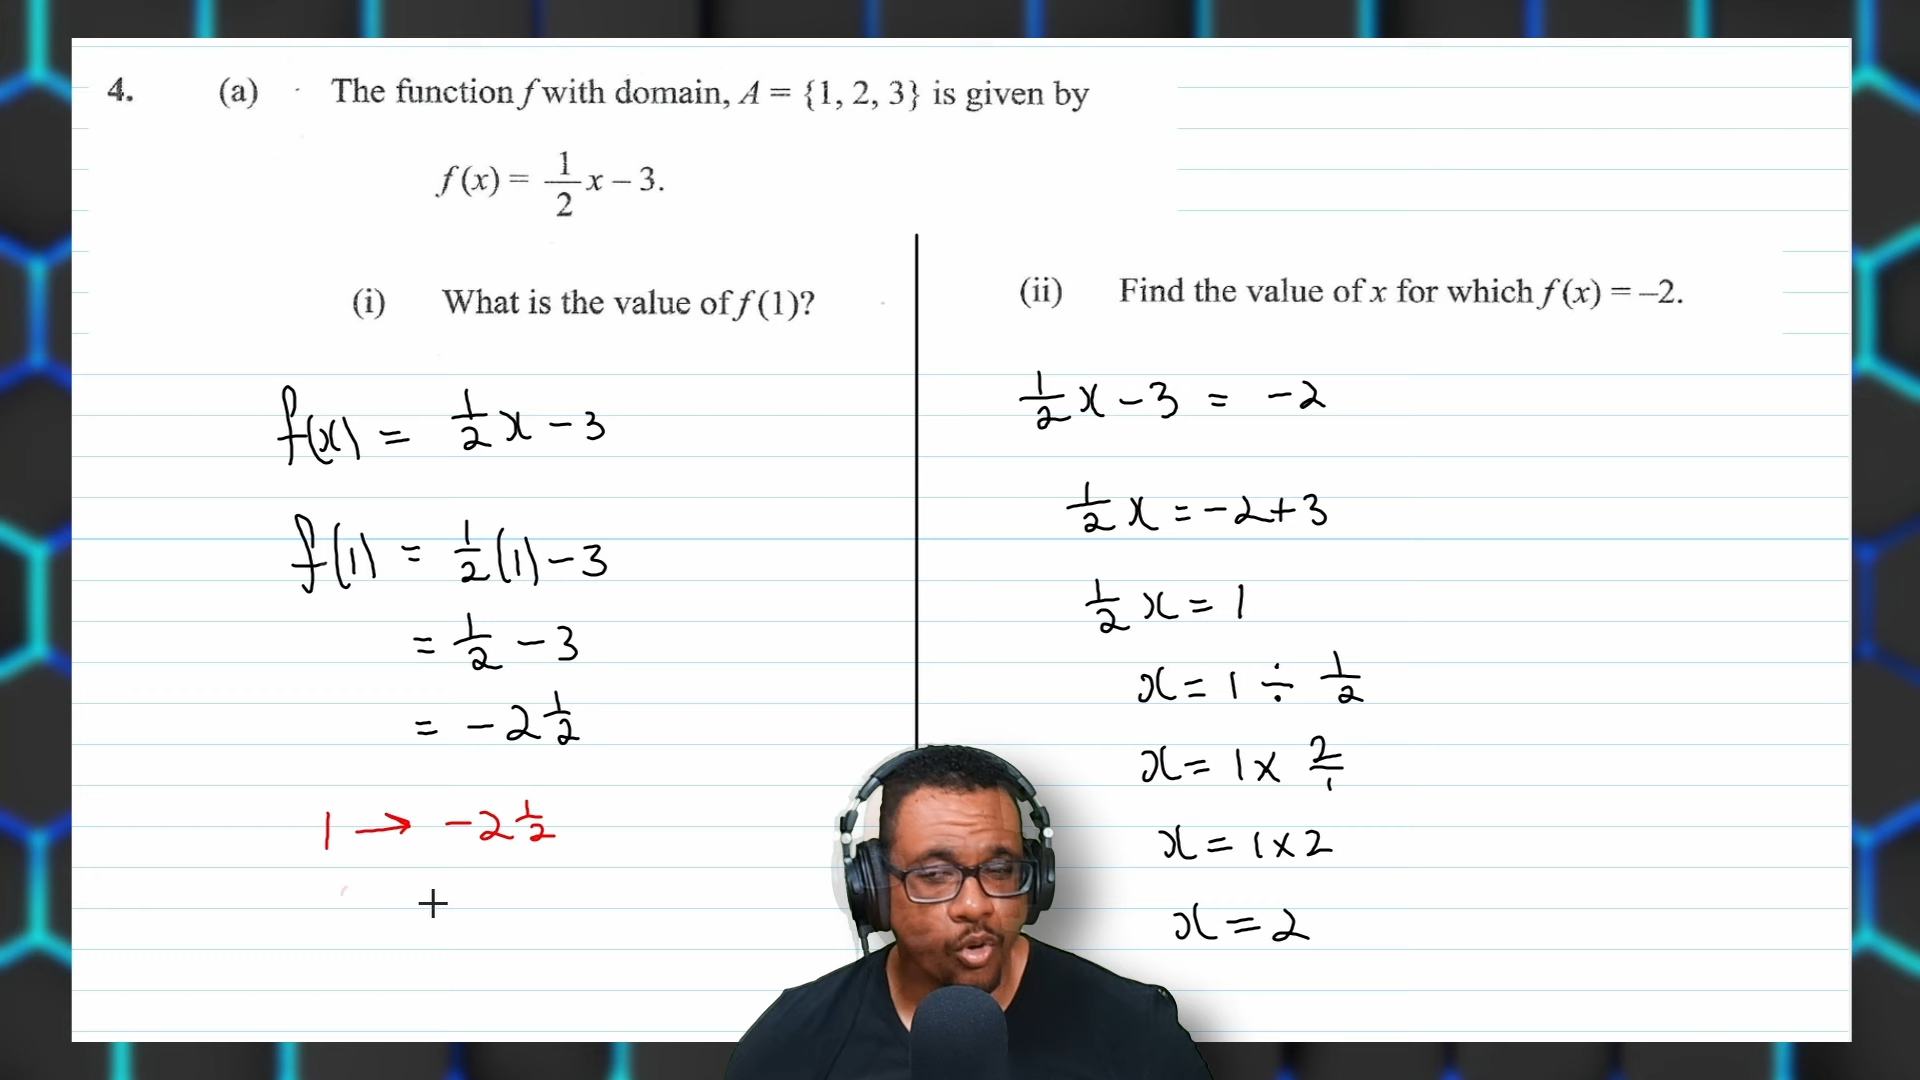 4. (a) The function f with domain, A = {1, 2, 3} is given by
f(x) = 1/2 x – 3.
(i) What is the value of f(1)?
f(x) = 1/2 x – 3
f(1) = 1/2 (1) – 3
= 1/2 – 3
= – 2 1/2
1 → – 2 1/2
(ii) Find the value of x for which f(x) = –2.
1/2 x – 3 = – 2
1/2 x = – 2 + 3
1/2 x = 1
x = 1 ÷ 1/2
x = 1 × 2/1
x = 1 × 2
x = 2